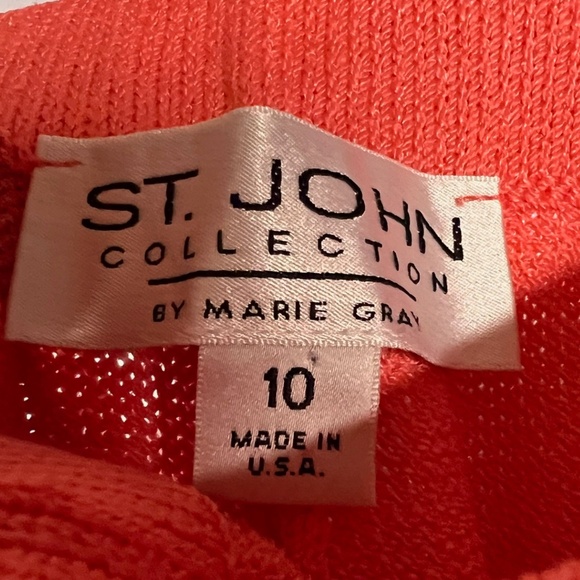 ST. JOHN
COLLECTION
BY MARIE GRAY
10
MADE IN
U.S.A.